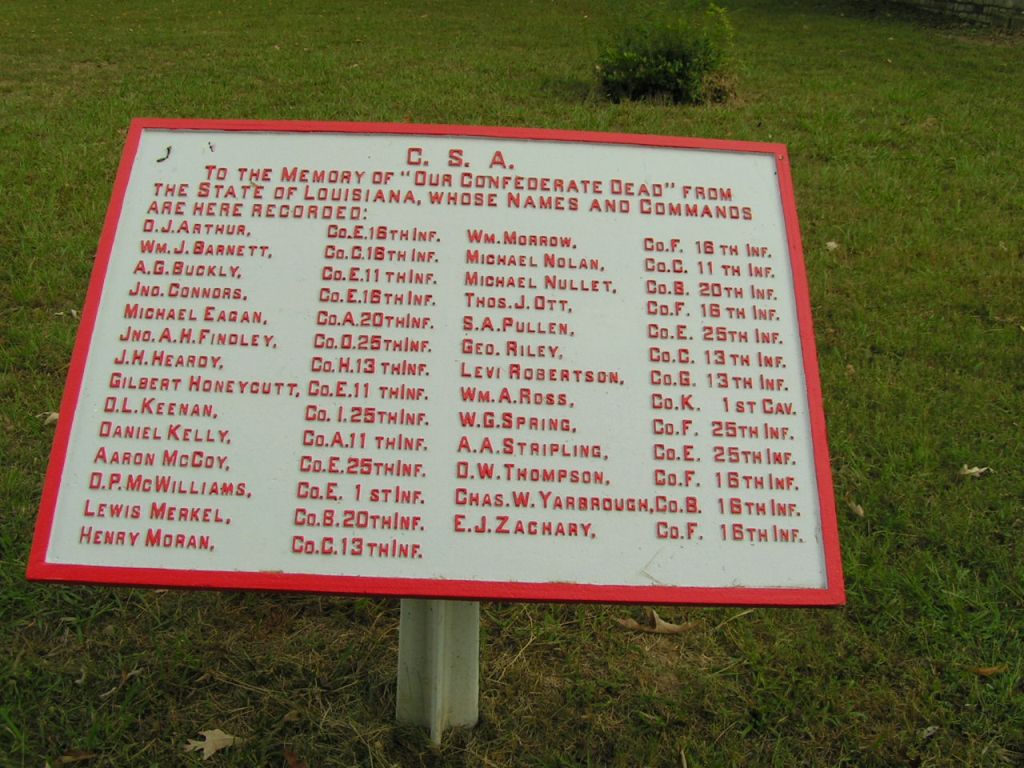 C. S. A.
TO THE MEMORY OF "OUR CONFEDERATE DEAD" FROM
THE STATE OF LOUISIANA, WHOSE NAMES AND COMMANDS
ARE HERE RECORDED:
O.J. ARTHUR, CO.E. 16TH INF.
WM. J. BARNETT, CO.C. 16TH INF.
A.G. BUCKLY, CO.E. 11 TH INF.
JNO. CONNORS, CO.E. 16TH INF.
MICHAEL EAGAN, CO.A. 20TH INF.
JNO. A.H. FINDLEY, CO.D. 25TH INF.
J.H. HEARDY, CO.H. 13 TH INF.
GILBERT HONEYCUTT, CO.E. 11 TH INF.
D.L. KEENAN, CO. I. 25TH INF.
DANIEL KELLY, CO.A. 11 TH INF.
AARON MCCOY, CO.E. 25TH INF.
D.P. MCWILLIAMS, CO.E. 1 ST INF.
LEWIS MERKEL, CO.B. 20TH INF.
HENRY MORAN, CO.C. 13TH INF.
WM. MORROW, CO.F. 16 TH INF.
MICHAEL NOLAN, CO.C. 11 TH INF.
MICHAEL NULLET, CO.B. 20TH INF.
THOS. J. OTT, CO.F. 16 TH INF.
S.A. PULLEN, CO.E. 25TH INF.
GEO. RILEY, CO.C. 13 TH INF.
LEVI ROBERTSON, CO.G. 13TH INF.
WM. A. ROSS, CO.K. 1 ST CAV.
W.G. SPRING, CO.F. 25TH INF.
A.A. STRIPLING, CO.E. 25TH INF.
D.W. THOMPSON, CO.F. 16TH INF.
CHAS. W. YARBROUGH, CO.B. 16TH INF.
E.J. ZACHARY, CO.F. 16TH INF.